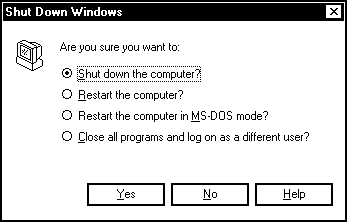 Shut Down Windows
Are you sure you want to:
Shut down the computer?
Restart the computer?
Restart the computer in MS-DOS mode?
Close all programs and log on as a different user?
Yes No Help